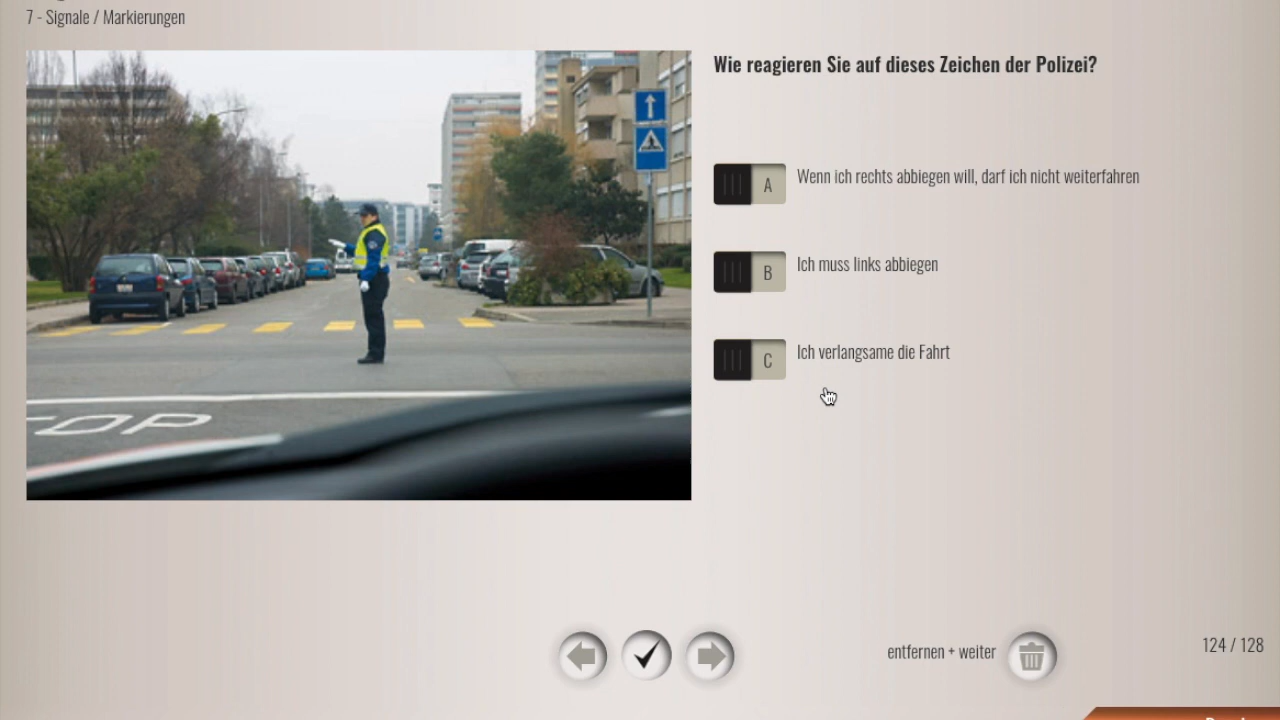 7 - Signale / Markierungen
Wie reagieren Sie auf dieses Zeichen der Polizei?
A Wenn ich rechts abbiegen will, darf ich nicht weiterfahren
B Ich muss links abbiegen
C Ich verlangsame die Fahrt
entfernen + weiter
124 / 128